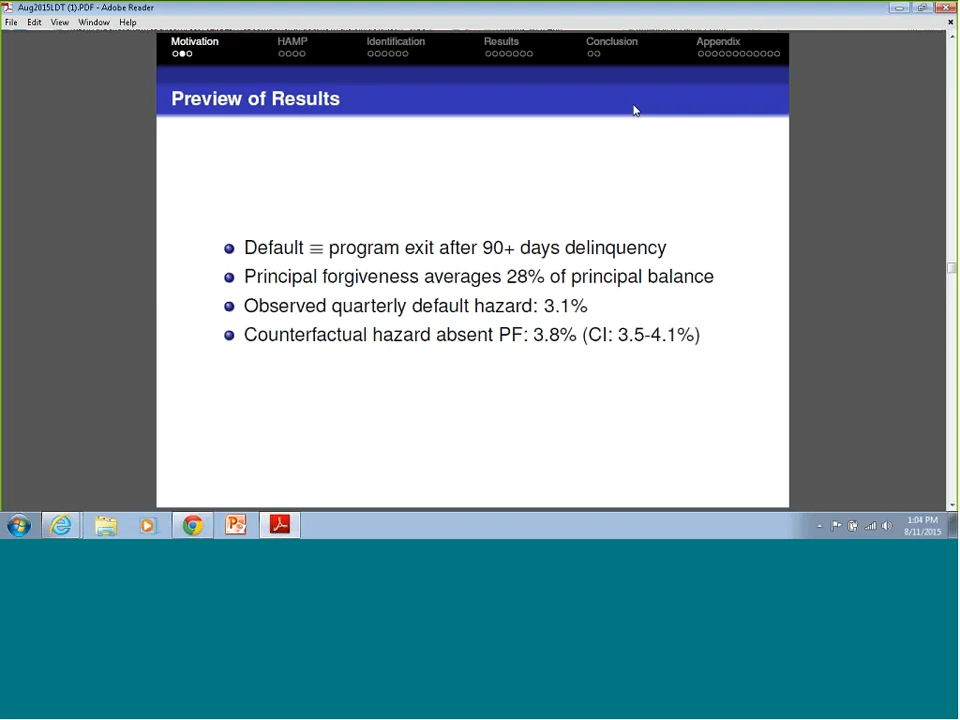 Aug2015LDT (1).PDF - Adobe Reader
File Edit View Window Help
Motivation HAMP Identification Results Conclusion Appendix
Preview of Results
Default ≡ program exit after 90+ days delinquency
Principal forgiveness averages 28% of principal balance
Observed quarterly default hazard: 3.1%
Counterfactual hazard absent PF: 3.8% (CI: 3.5-4.1%)
1:04 PM
8/11/2015